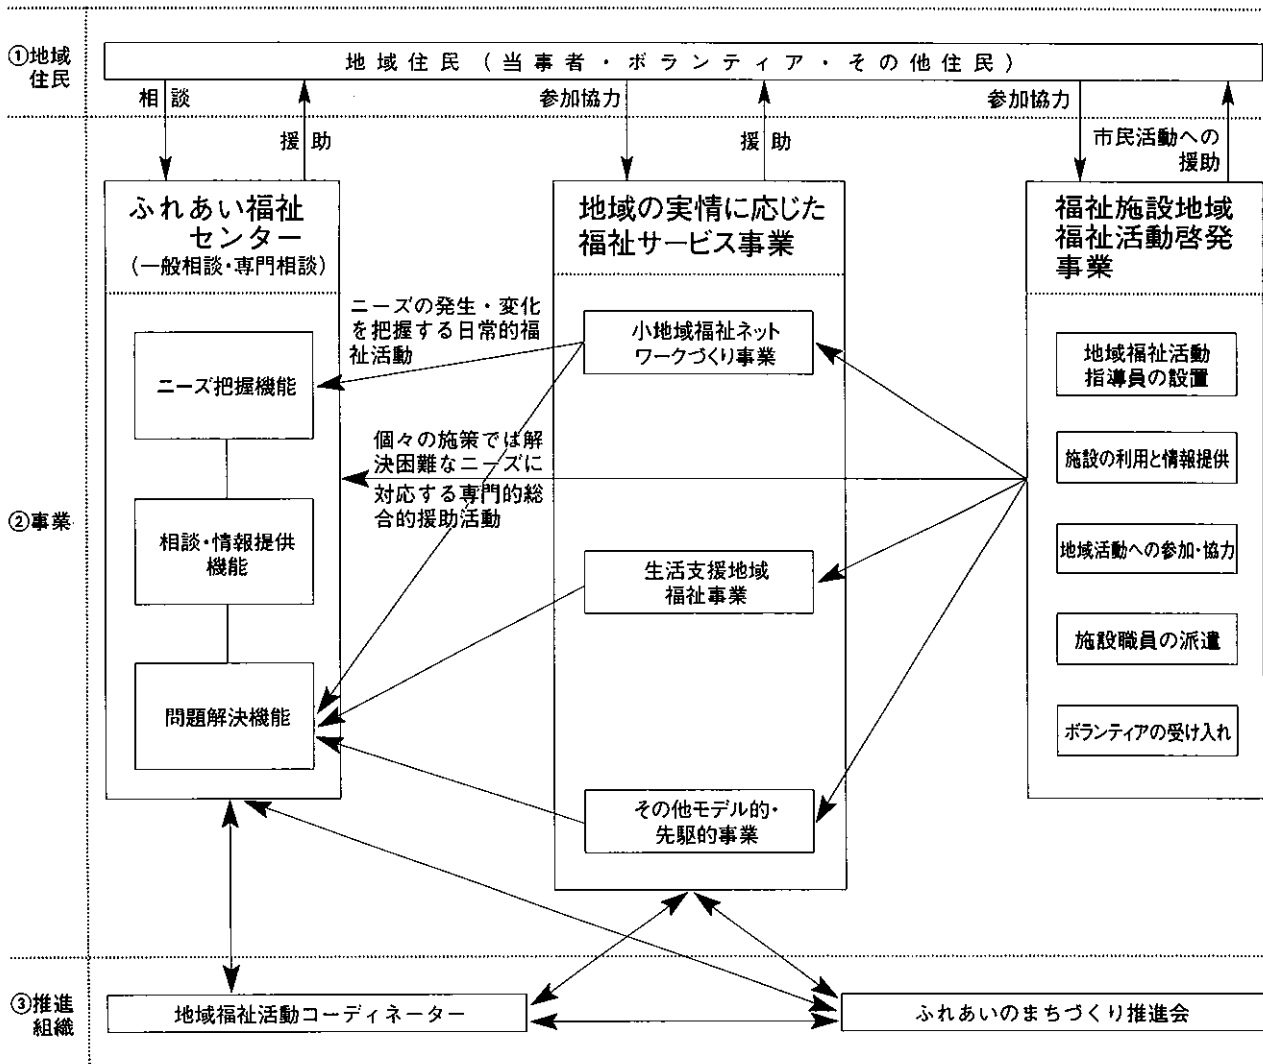 ①地域
住民
地域住民（当事者・ボランティア・その他住民）
相談
援助
参加協力
援助
参加協力
市民活動への
援助
②事業
ふれあい福祉
センター
（一般相談・専門相談）
ニーズ把握機能
相談・情報提供
機能
問題解決機能
ニーズの発生・変化
を把握する日常的福
祉活動
個々の施策では解
決困難なニーズに
対応する専門的総
合的援助活動
地域の実情に応じた
福祉サービス事業
小地域福祉ネット
ワークづくり事業
生活支援地域
福祉事業
その他モデル的・
先駆的事業
福祉施設地域
福祉活動啓発
事業
地域福祉活動
指導員の設置
施設の利用と情報提供
地域活動への参加・協力
施設職員の派遣
ボランティアの受け入れ
③推進
組織
地域福祉活動コーディネーター
ふれあいのまちづくり推進会